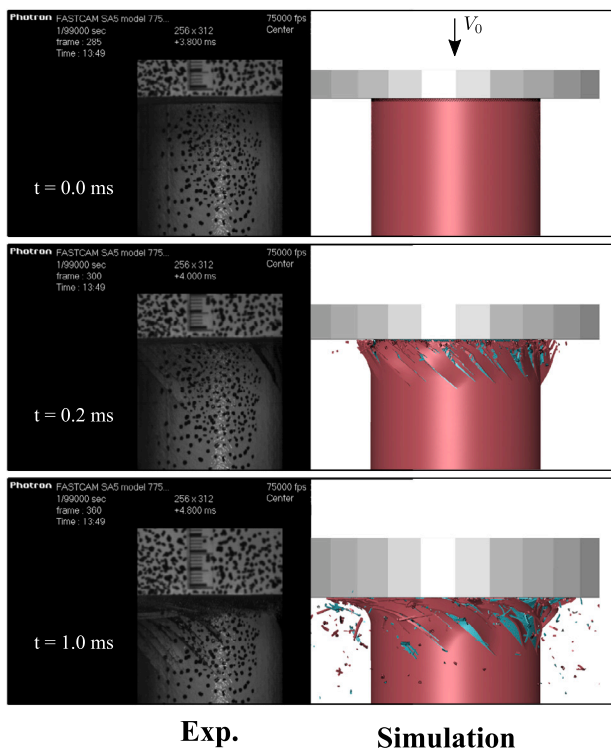 Photron FASTCAM SA5 model 775... 75000 fps
1/99000 sec 256 x 312 Center
frame : 285 +3.800 ms
Time : 13:49
V0
t = 0.0 ms
Photron FASTCAM SA5 model 775... 75000 fps
1/99000 sec 256 x 312 Center
frame : 300 +4.000 ms
Time : 13:49
t = 0.2 ms
Photron FASTCAM SA5 model 775... 75000 fps
1/99000 sec 256 x 312 Center
frame : 360 +4.800 ms
Time : 13:49
t = 1.0 ms
Exp. Simulation